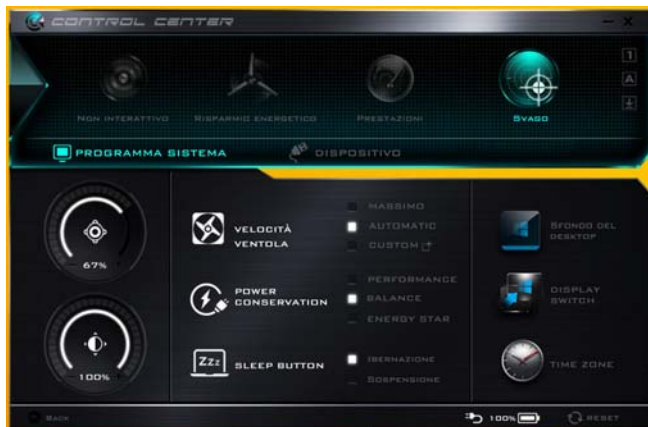 CONTROL CENTER
1
NON INTERATTIVO
RISPARMIO ENERGETICO
PRESTAZIONI
SVAGO
A
PROGRAMMA SISTEMA
DISPOSITIVO
67%
100%
VELOCITÀ
VENTOLA
MASSIMO
AUTOMATIC
CUSTOM
POWER
CONSERVATION
PERFORMANCE
BALANCE
ENERGY STAR
Zzz
SLEEP BUTTON
IBERNAZIONE
SOSPENSIONE
SFONDO DEL
DESKTOP
DISPLAY
SWITCH
TIME ZONE
BACK
100%
RESET